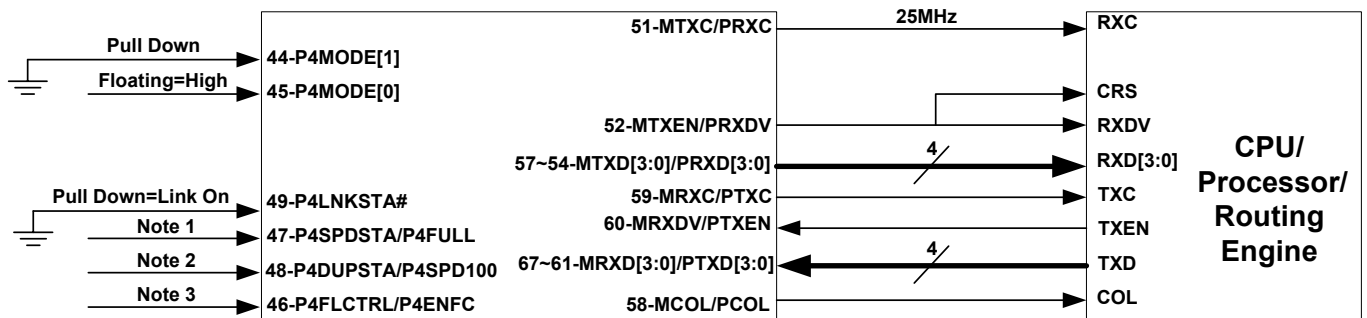 51-MTXC/PRXC
25MHz
RXC
Pull Down
44-P4MODE[1]
Floating=High
45-P4MODE[0]
CRS
52-MTXEN/PRXDV
RXDV
57~54-MTXD[3:0]/PRXD[3:0]
4
RXD[3:0]
CPU/
Processor/
Routing
Engine
Pull Down=Link On
49-P4LNKSTA#
59-MRXC/PTXC
TXC
Note 1
47-P4SPDSTA/P4FULL
60-MRXDV/PTXEN
TXEN
Note 2
48-P4DUPSTA/P4SPD100
67~61-MRXD[3:0]/PTXD[3:0]
4
TXD
Note 3
46-P4FLCTRL/P4ENFC
58-MCOL/PCOL
COL